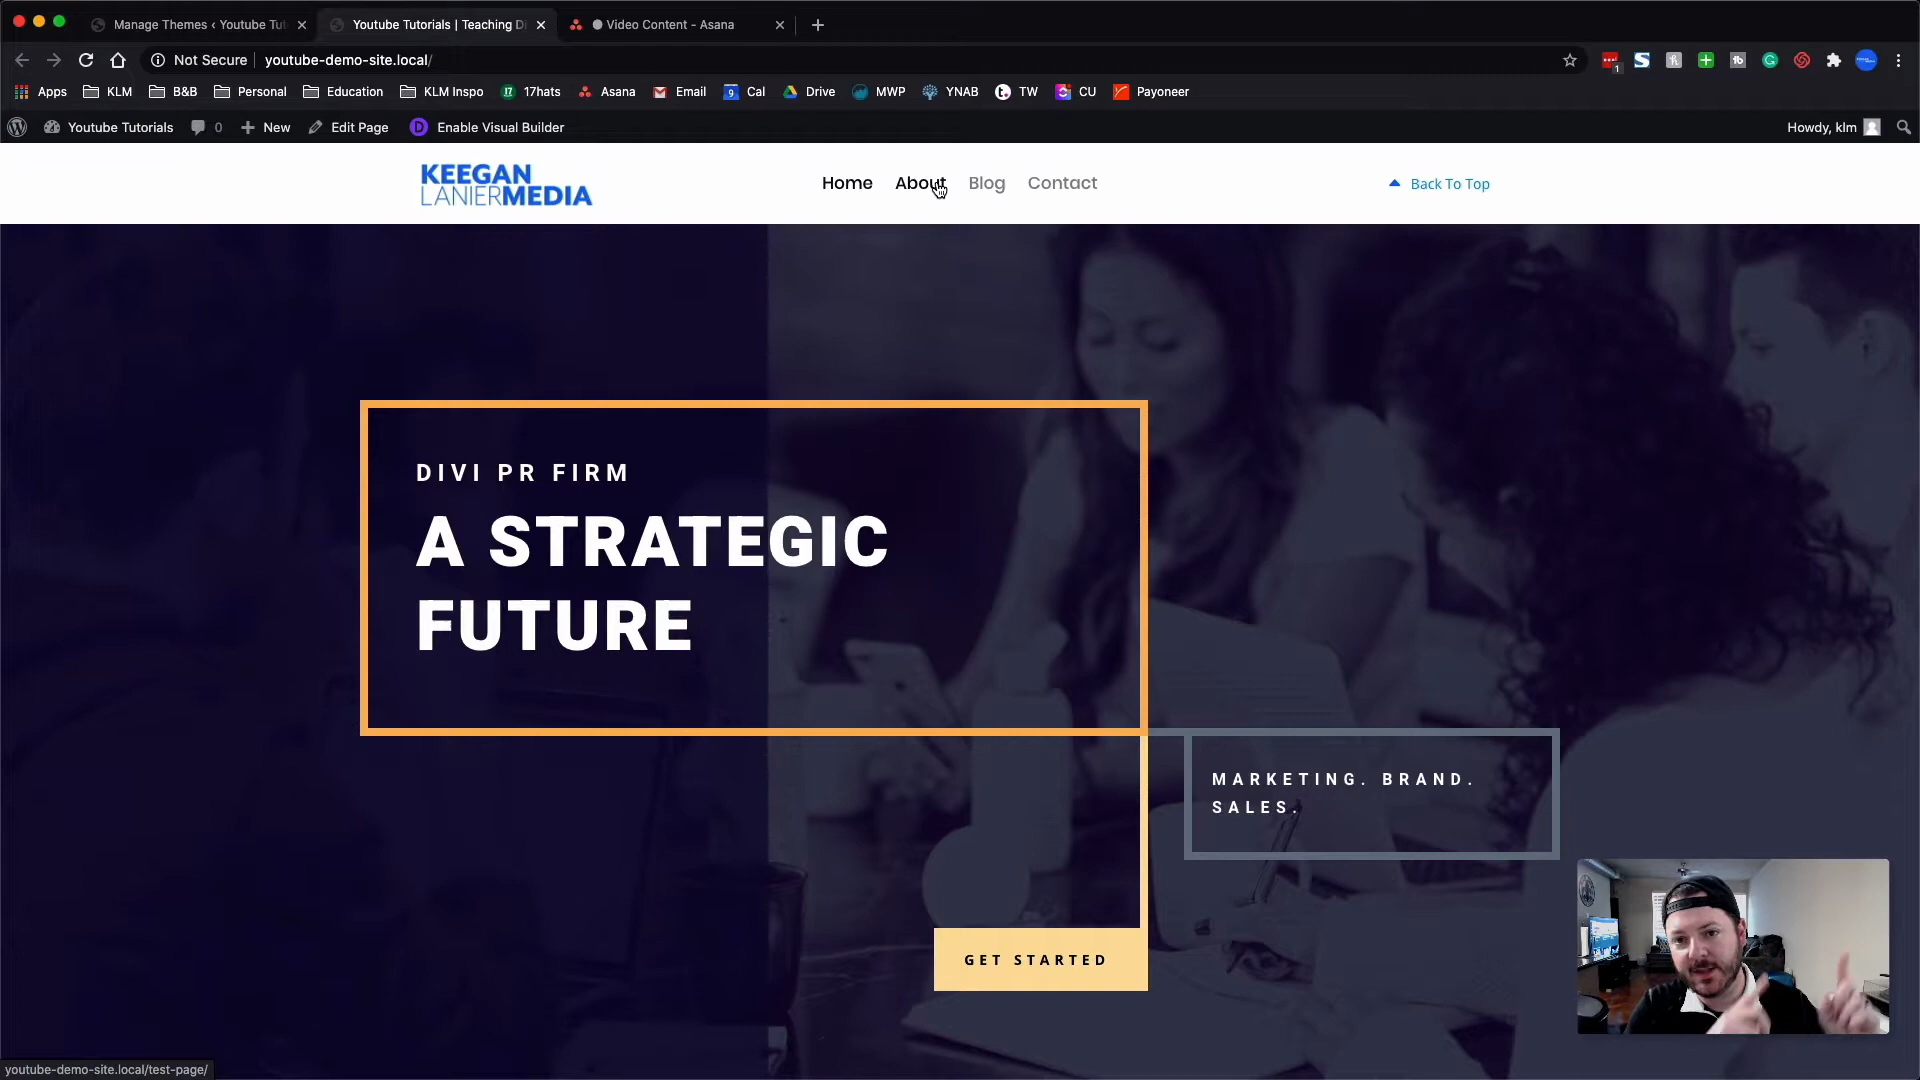 Manage Themes ‹ Youtube Tut
Youtube Tutorials | Teaching Di
Video Content - Asana
Not Secure youtube-demo-site.local/
1
Apps KLM B&B Personal Education KLM Inspo 17hats Asana Email Cal Drive MWP YNAB TW CU Payoneer
Youtube Tutorials 0 New Edit Page Enable Visual Builder Howdy, klm
KEEGAN
LANIERMEDIA
Home About Blog Contact
Back To Top
DIVI PR FIRM
A STRATEGIC
FUTURE
MARKETING. BRAND.
SALES.
GET STARTED
youtube-demo-site.local/test-page/